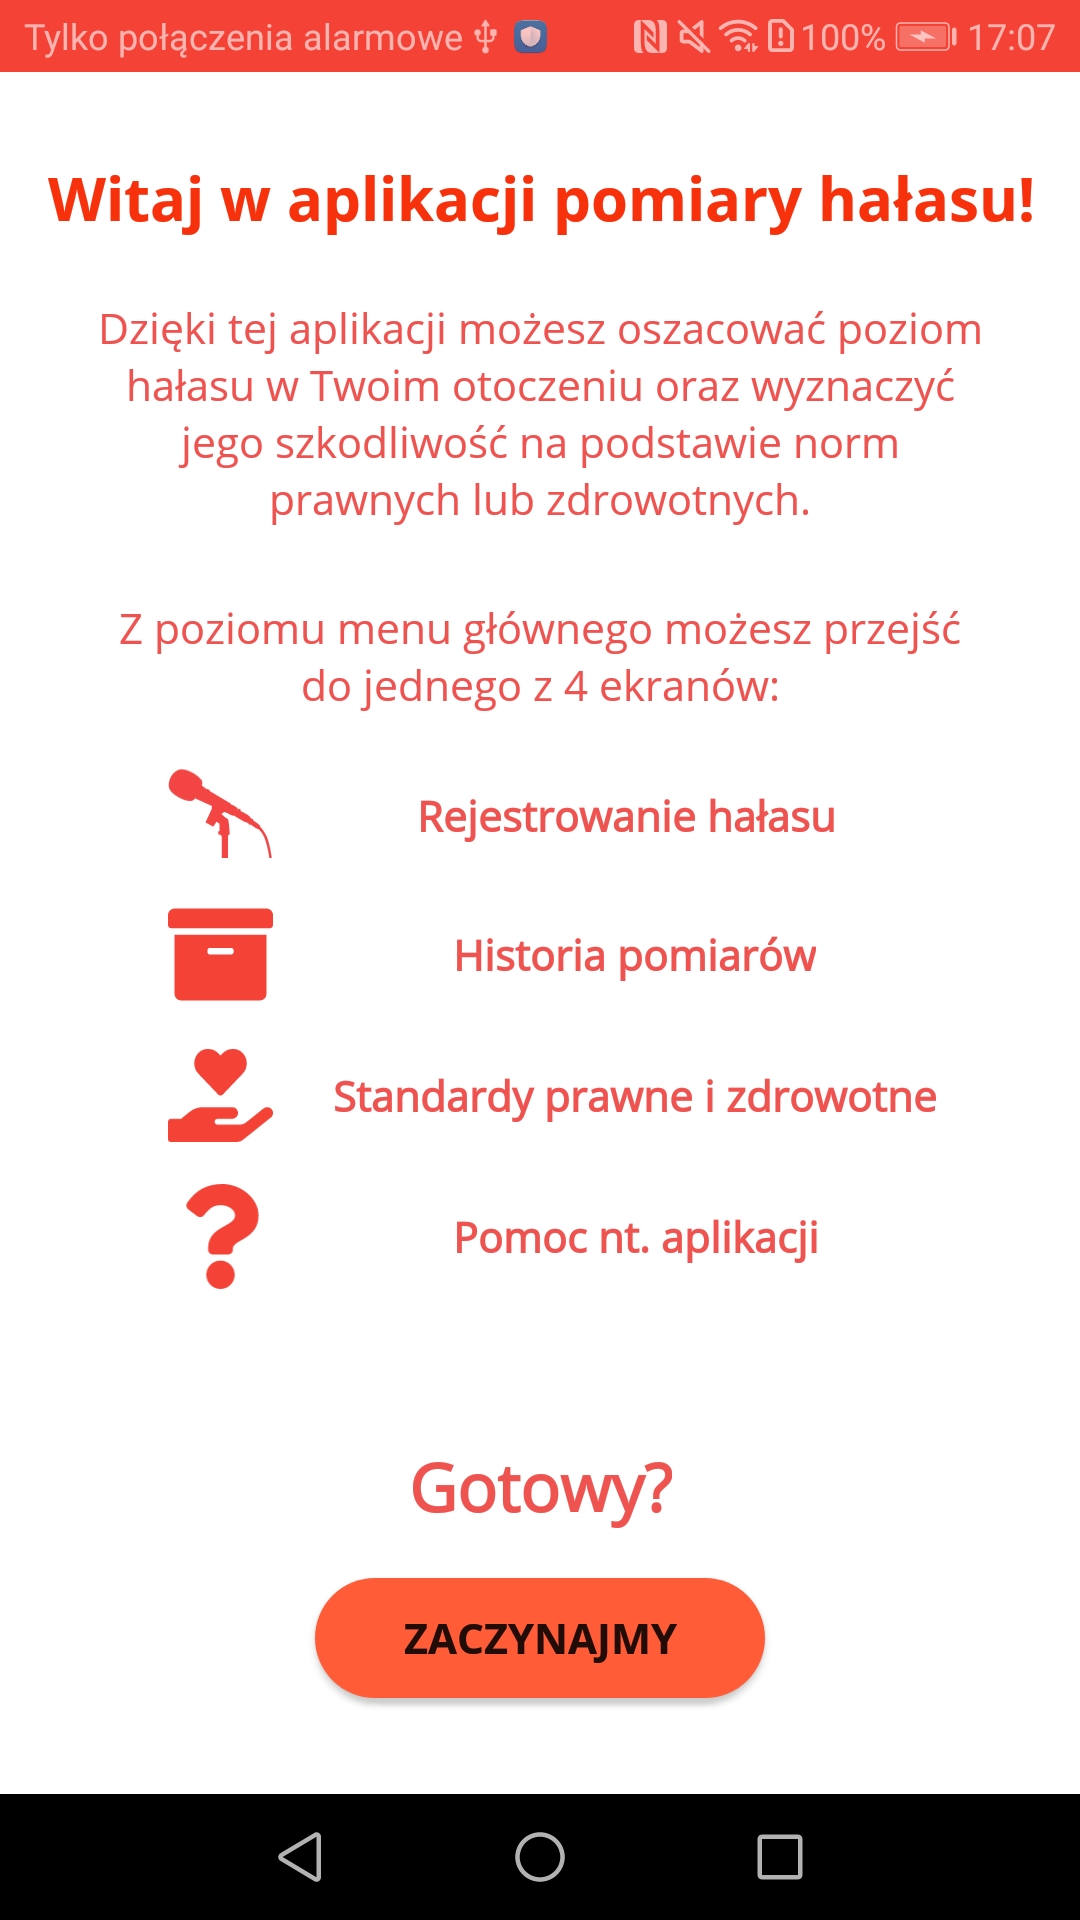 Tylko połączenia alarmowe 100% 17:07
Witaj w aplikacji pomiary hałasu!
Dzięki tej aplikacji możesz oszacować poziom
hałasu w Twoim otoczeniu oraz wyznaczyć
jego szkodliwość na podstawie norm
prawnych lub zdrowotnych.
Z poziomu menu głównego możesz przejść
do jednego z 4 ekranów:
Rejestrowanie hałasu
Historia pomiarów
Standardy prawne i zdrowotne
Pomoc nt. aplikacji
Gotowy?
ZACZYNAJMY